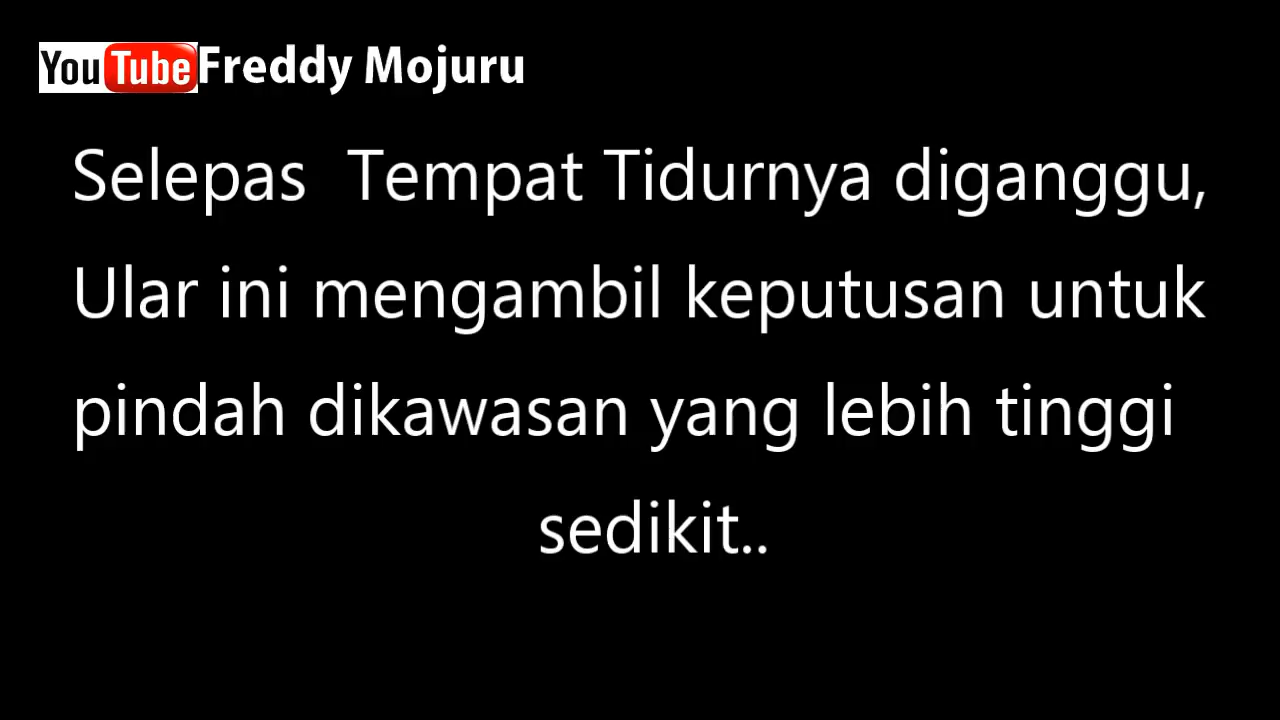 YouTube Freddy Mojuru
Selepas Tempat Tidurnya diganggu,
Ular ini mengambil keputusan untuk
pindah dikawasan yang lebih tinggi
sedikit..